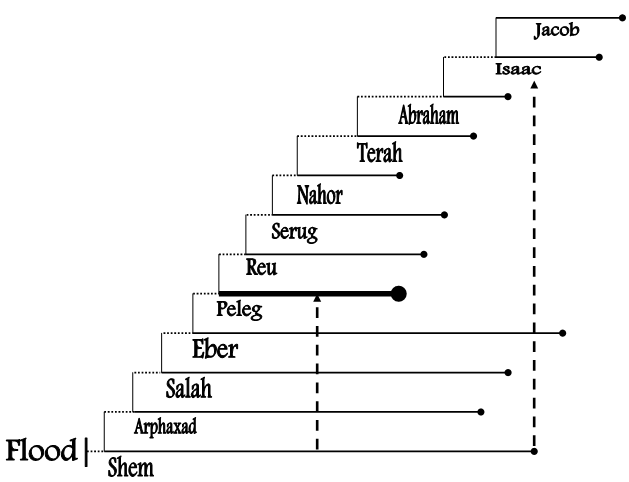 Jacob
Isaac
Abraham
Terah
Nahor
Serug
Reu
Peleg
Eber
Salah
Arphaxad
Flood
Shem